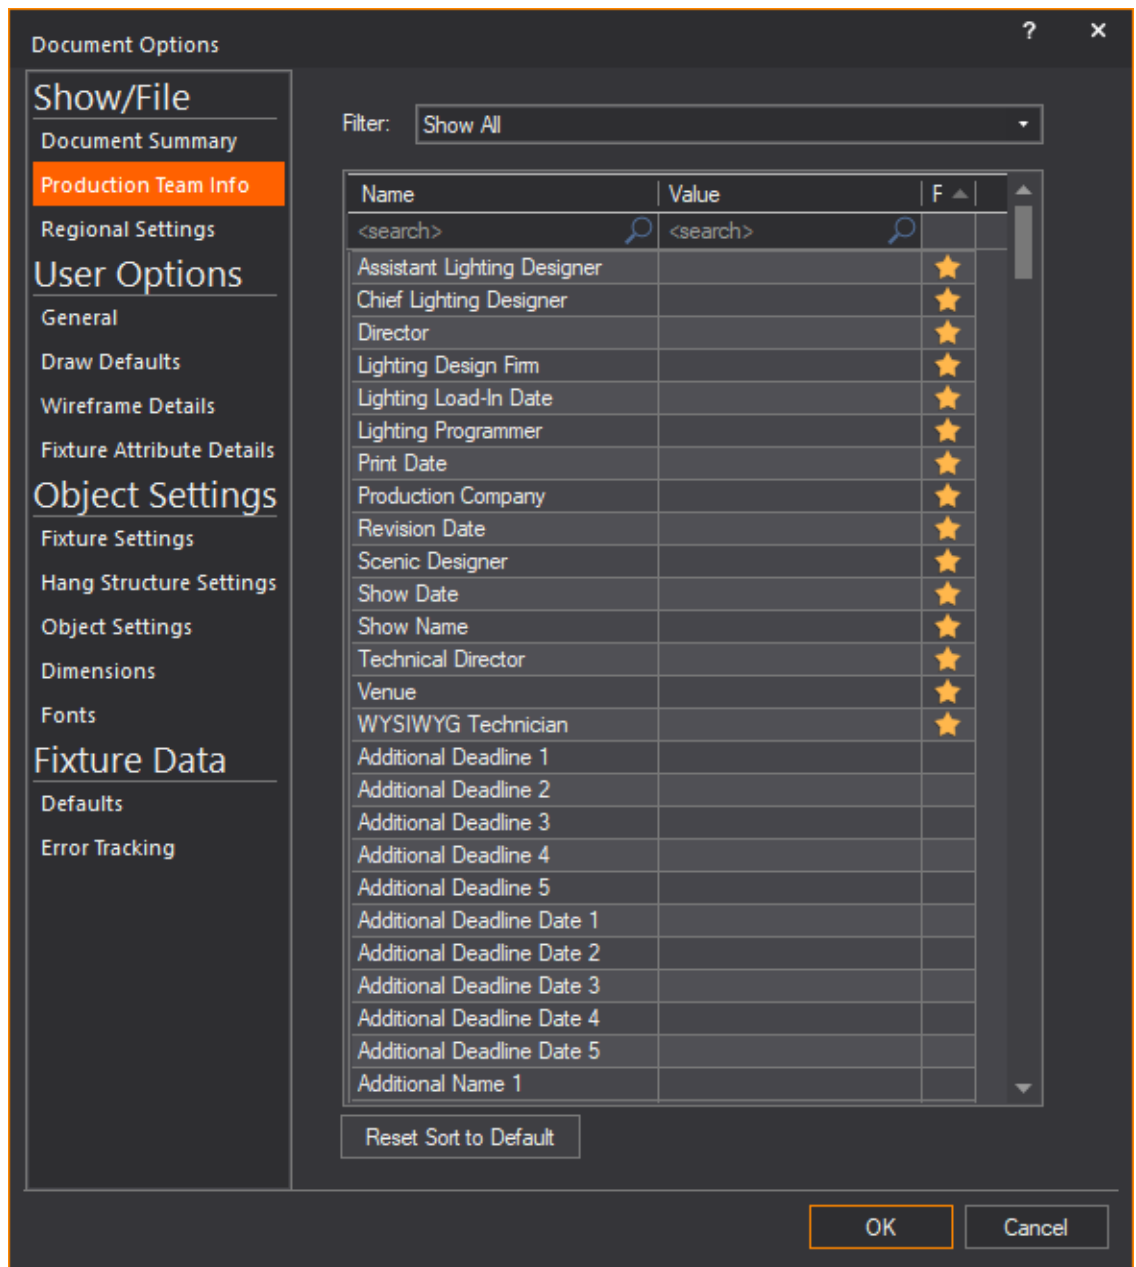 Document Options
?
×
Show/File
Document Summary
Production Team Info
Regional Settings
User Options
General
Draw Defaults
Wireframe Details
Fixture Attribute Details
Object Settings
Fixture Settings
Hang Structure Settings
Object Settings
Dimensions
Fonts
Fixture Data
Defaults
Error Tracking
Filter: Show All
Name Value F
<search> <search>
Assistant Lighting Designer
Chief Lighting Designer
Director
Lighting Design Firm
Lighting Load-In Date
Lighting Programmer
Print Date
Production Company
Revision Date
Scenic Designer
Show Date
Show Name
Technical Director
Venue
WYSIWYG Technician
Additional Deadline 1
Additional Deadline 2
Additional Deadline 3
Additional Deadline 4
Additional Deadline 5
Additional Deadline Date 1
Additional Deadline Date 2
Additional Deadline Date 3
Additional Deadline Date 4
Additional Deadline Date 5
Additional Name 1
Reset Sort to Default
OK Cancel